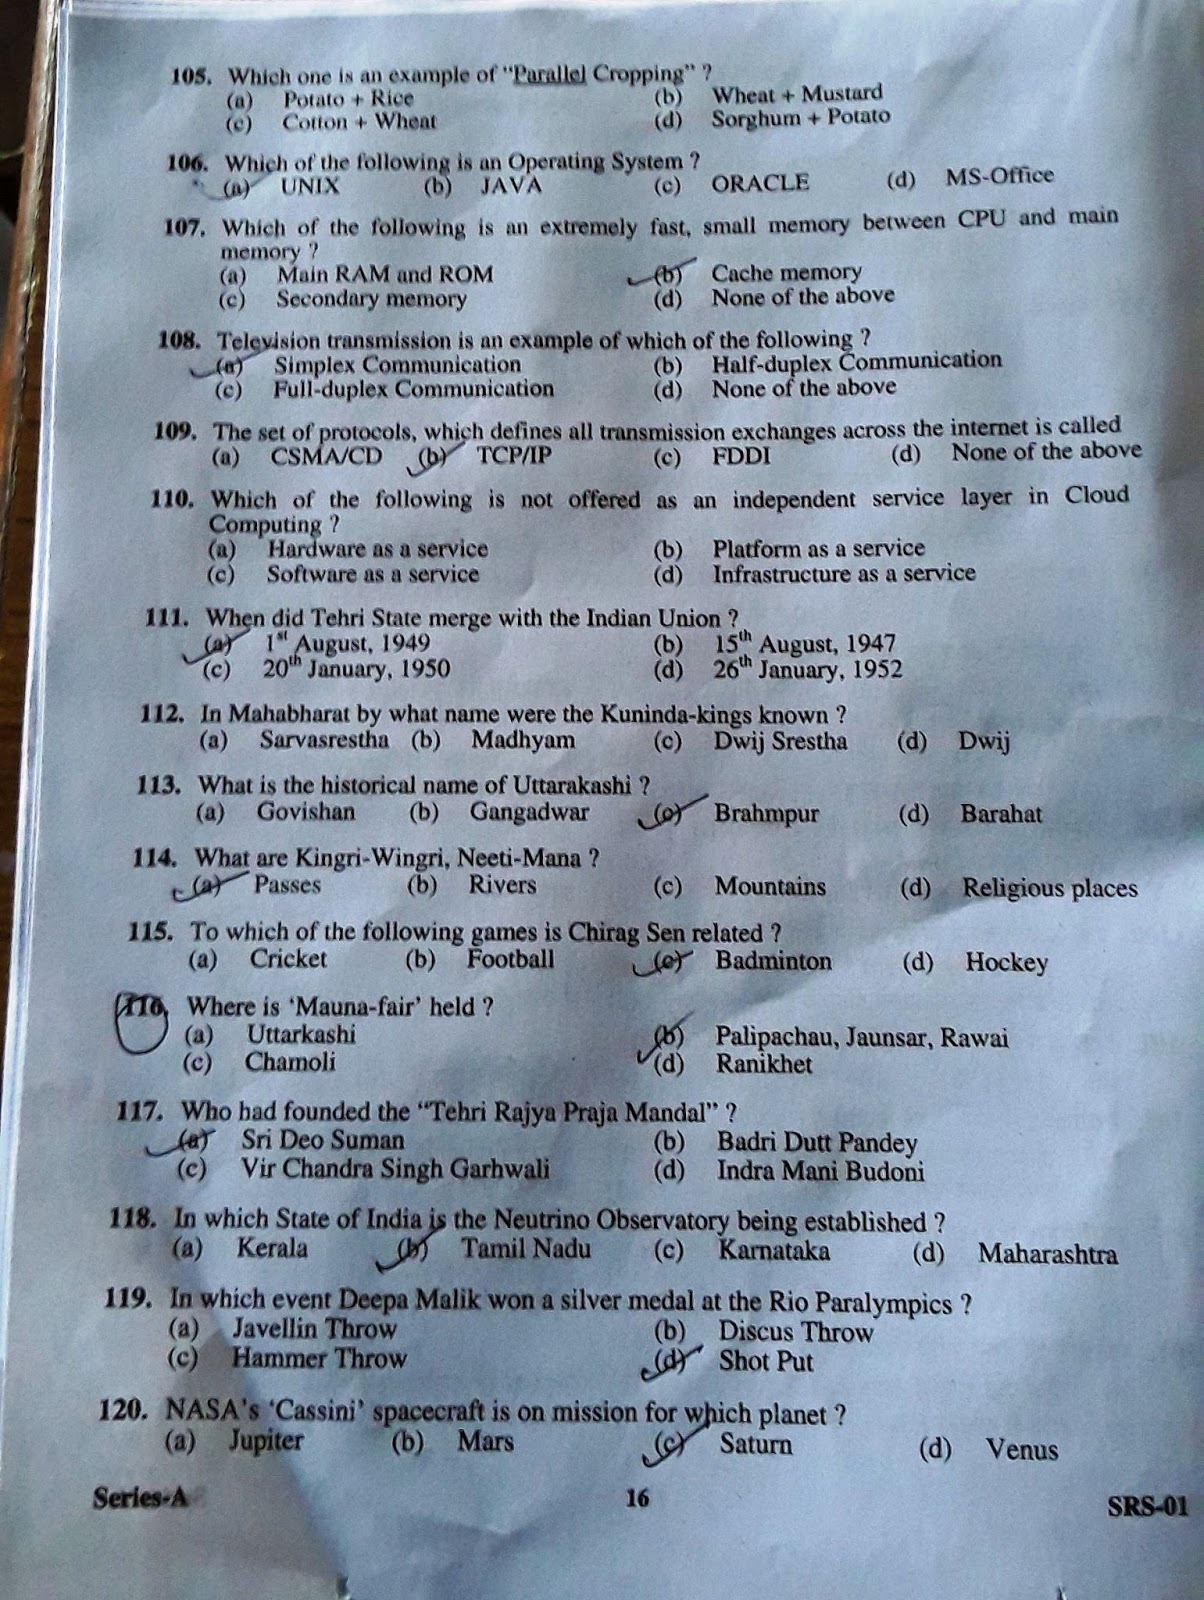 105. Which one is an example of "Parallel Cropping" ?
(a) Potato + Rice (b) Wheat + Mustard
(c) Cotton + Wheat (d) Sorghum + Potato
106. Which of the following is an Operating System ?
(a) UNIX (b) JAVA (c) ORACLE (d) MS-Office
107. Which of the following is an extremely fast, small memory between CPU and main
memory ?
(a) Main RAM and ROM (b) Cache memory
(c) Secondary memory (d) None of the above
108. Television transmission is an example of which of the following ?
(a) Simplex Communication (b) Half-duplex Communication
(c) Full-duplex Communication (d) None of the above
109. The set of protocols, which defines all transmission exchanges across the internet is called
(a) CSMA/CD (b) TCP/IP (c) FDDI (d) None of the above
110. Which of the following is not offered as an independent service layer in Cloud
Computing ?
(a) Hardware as a service (b) Platform as a service
(c) Software as a service (d) Infrastructure as a service
111. When did Tehri State merge with the Indian Union ?
(a) 1st August, 1949 (b) 15th August, 1947
(c) 20th January, 1950 (d) 26th January, 1952
112. In Mahabharat by what name were the Kuninda-kings known ?
(a) Sarvasrestha (b) Madhyam (c) Dwij Srestha (d) Dwij
113. What is the historical name of Uttarakashi ?
(a) Govishan (b) Gangadwar (c) Brahmpur (d) Barahat
114. What are Kingri-Wingri, Neeti-Mana ?
(a) Passes (b) Rivers (c) Mountains (d) Religious places
115. To which of the following games is Chirag Sen related ?
(a) Cricket (b) Football (c) Badminton (d) Hockey
116. Where is 'Mauna-fair' held ?
(a) Uttarkashi (b) Palipachau, Jaunsar, Rawai
(c) Chamoli (d) Ranikhet
117. Who had founded the "Tehri Rajya Praja Mandal" ?
(a) Sri Deo Suman (b) Badri Dutt Pandey
(c) Vir Chandra Singh Garhwali (d) Indra Mani Budoni
118. In which State of India is the Neutrino Observatory being established ?
(a) Kerala (b) Tamil Nadu (c) Karnataka (d) Maharashtra
119. In which event Deepa Malik won a silver medal at the Rio Paralympics ?
(a) Javellin Throw (b) Discus Throw
(c) Hammer Throw (d) Shot Put
120. NASA's 'Cassini' spacecraft is on mission for which planet ?
(a) Jupiter (b) Mars (c) Saturn (d) Venus
Series-A 16 SRS-01